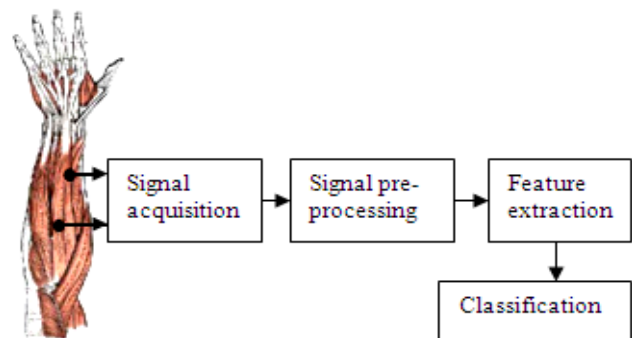 Signal
acquisition
Signal pre-
processing
Feature
extraction
Classification